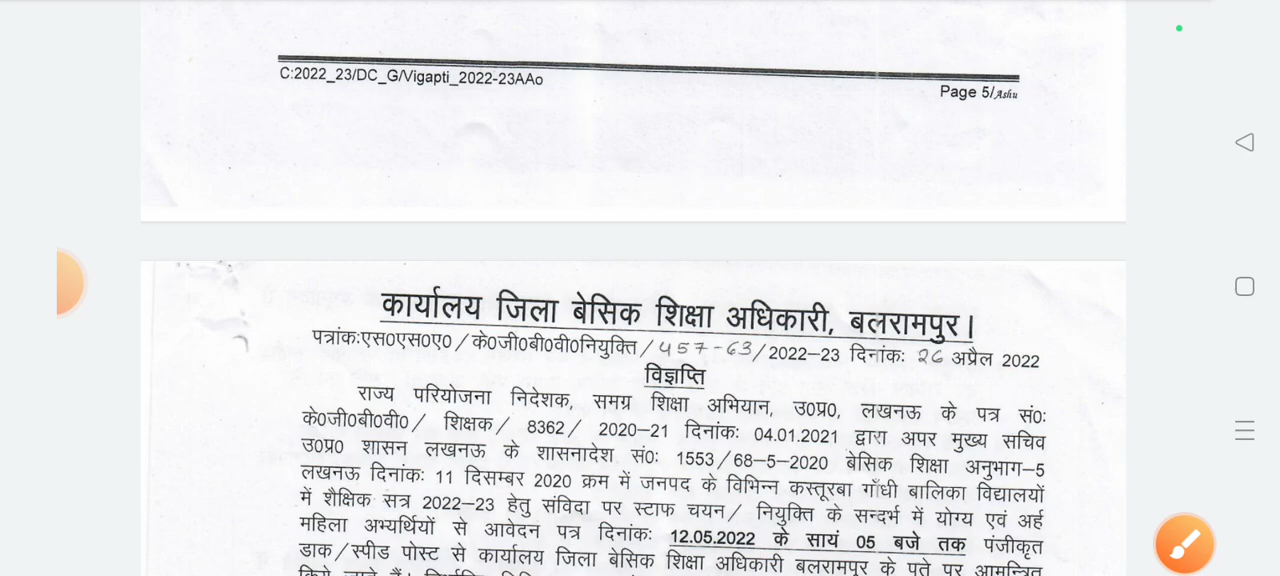 C:2022_23/DC_G/Vigapti_2022-23AAo
Page 5/Ashu
कार्यालय जिला बेसिक शिक्षा अधिकारी, बलरामपुर।
पत्रांकःएस0एस0ए0/के0जी0बी0वी0नियुक्ति/457-63/2022–23 दिनांकः 26 अप्रैल 2022
विज्ञप्ति
राज्य परियोजना निदेशक, समग्र शिक्षा अभियान, उ0प्र0, लखनऊ के पत्र सं0ः
के0जी0बी0वी0/ शिक्षक/ 8362/ 2020–21 दिनांकः 04.01.2021 द्वारा अपर मुख्य सचिव
उ0प्र0 शासन लखनऊ के शासनादेश सं0ः 1553/68–5–2020 बेसिक शिक्षा अनुभाग–5
लखनऊ दिनांकः 11 दिसम्बर 2020 क्रम में जनपद के विभिन्न कस्तूरबा गाँधी बालिका विद्यालयों
में शैक्षिक सत्र 2022–23 हेतु संविदा पर स्टाफ चयन/ नियुक्ति के सन्दर्भ में योग्य एवं अर्ह
महिला अभ्यर्थियों से आवेदन पत्र दिनांकः 12.05.2022 के सायं 05 बजे तक पंजीकृत
डाक/स्पीड पोस्ट से कार्यालय जिला बेसिक शिक्षा अधिकारी बलरामपुर के पते पर आमन्त्रित